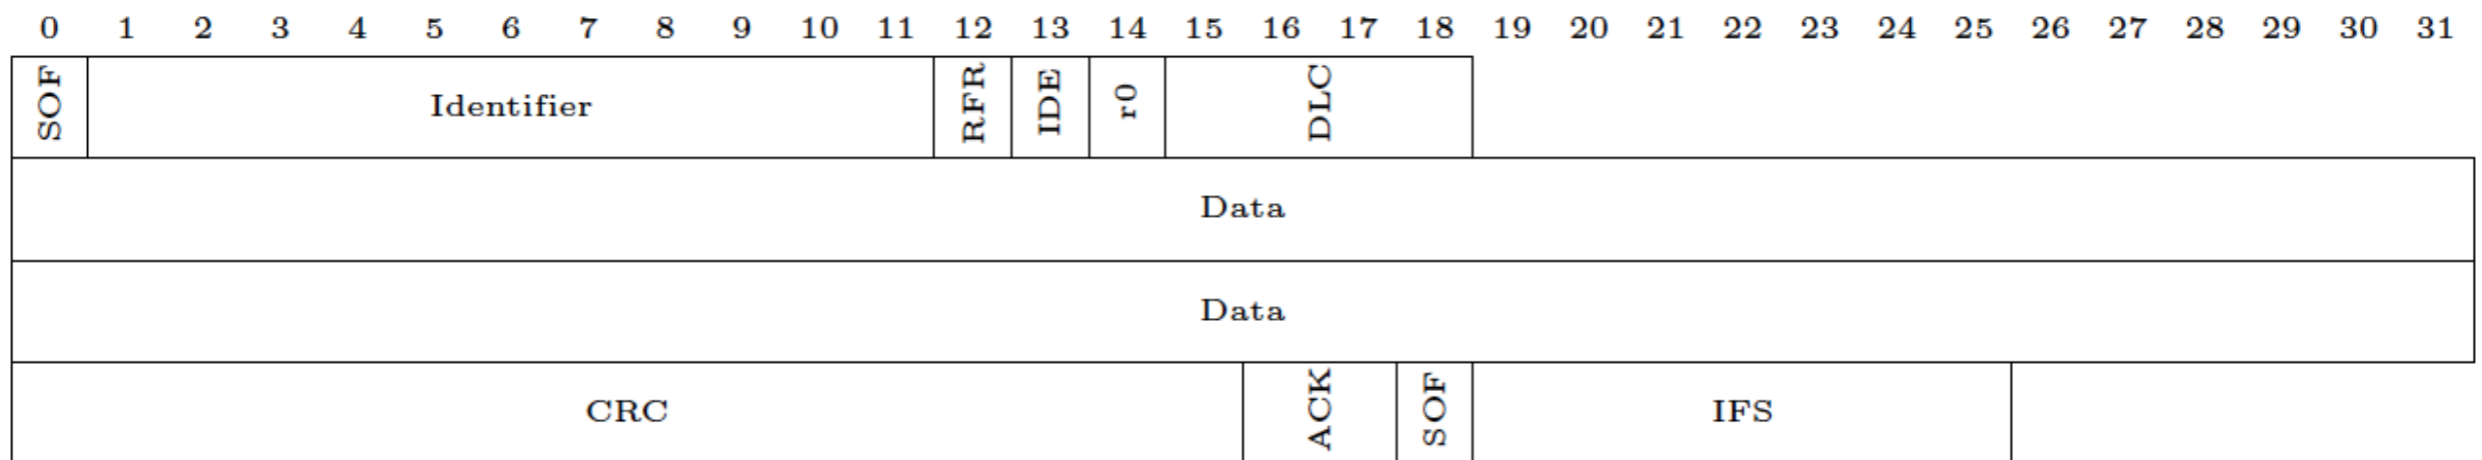 0 1 2 3 4 5 6 7 8 9 10 11 12 13 14 15 16 17 18 19 20 21 22 23 24 25 26 27 28 29 30 31
SOF Identifier RFR IDE r0 DLC
Data
Data
CRC ACK SOF IFS